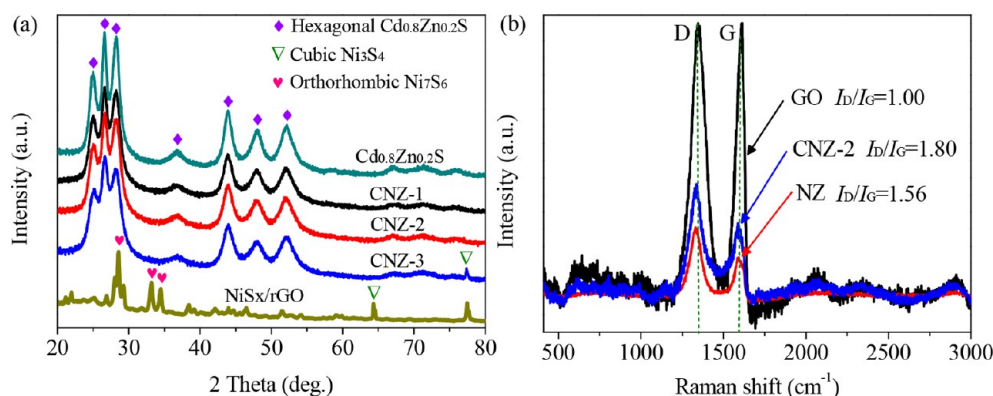 (a)
Hexagonal Cd0.8Zn0.2S
Cubic Ni3S4
Orthorhombic Ni7S6
Cd0.8Zn0.2S
CNZ-1
CNZ-2
CNZ-3
NiSx/rGO
Intensity (a.u.)
20 30 40 50 60 70 80
2 Theta (deg.)
(b)
D G
GO ID/IG=1.00
CNZ-2 ID/IG=1.80
NZ ID/IG=1.56
Intensity (a.u.)
500 1000 1500 2000 2500 3000
Raman shift (cm-1)